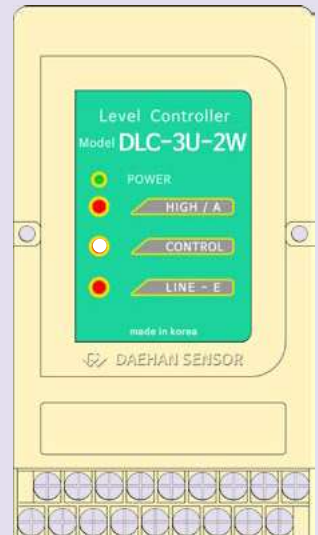 Level Controller
Model DLC-3U-2W
POWER
HIGH / A
CONTROL
LINE - E
made in korea
DAEHAN SENSOR